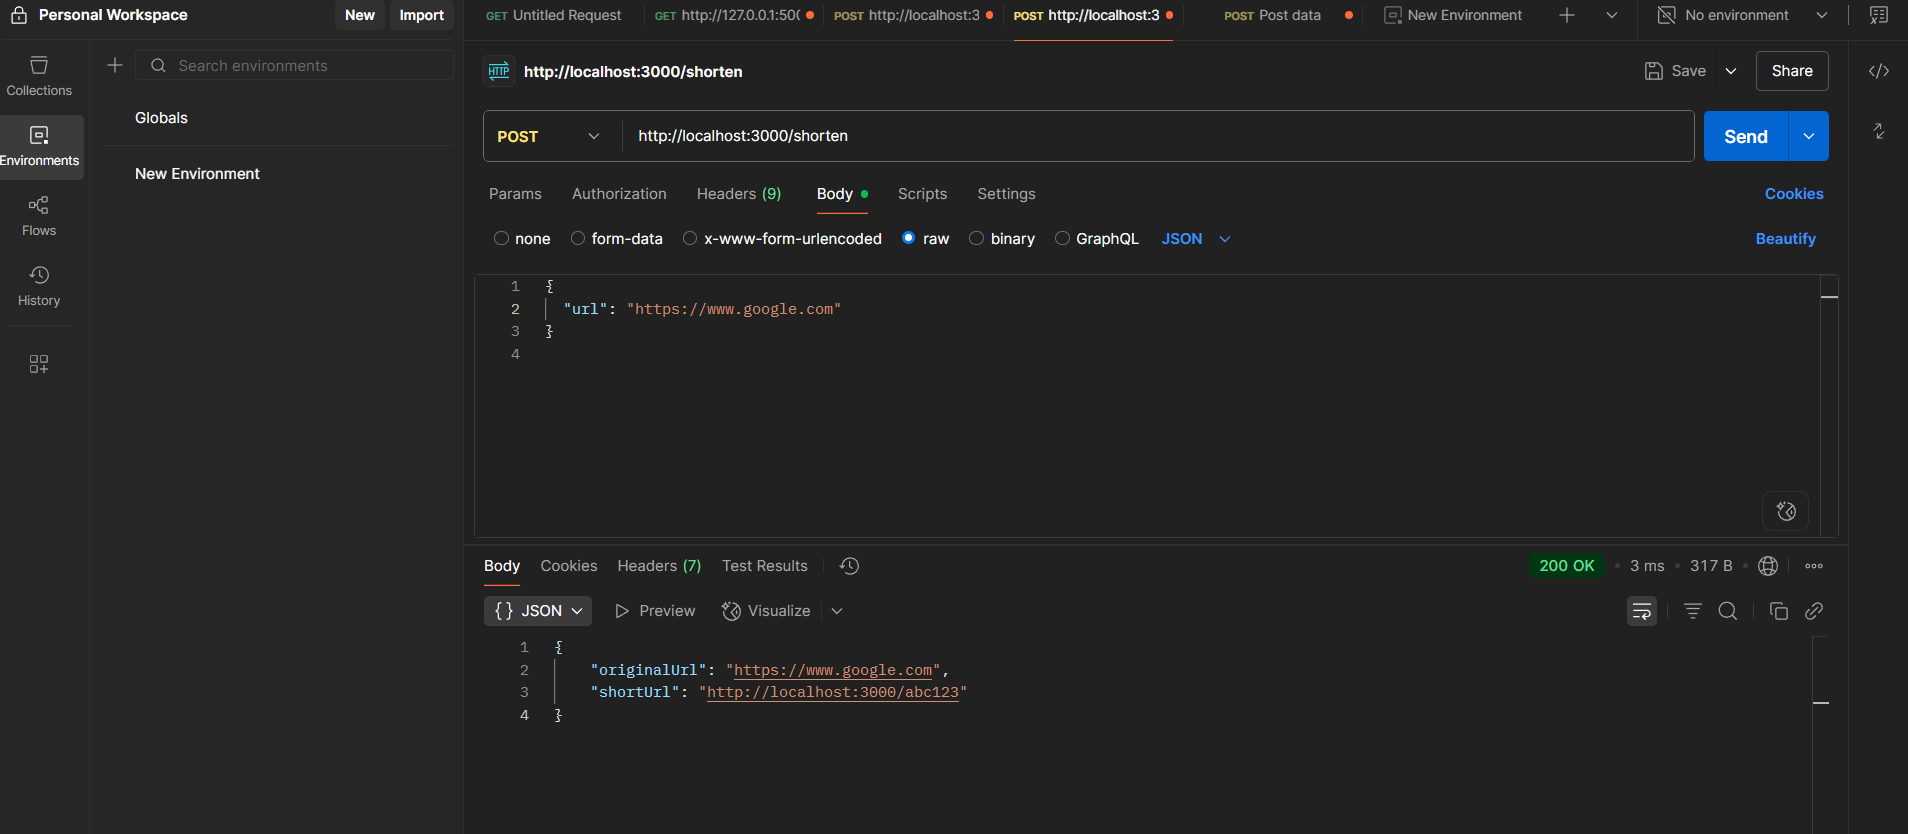 Personal Workspace New Import GET Untitled Request GET http://127.0.0.1:500 POST http://localhost:3 POST http://localhost:3 POST Post data New Environment No environment
Collections
Environments
Flows
History
Search environments
Globals
New Environment
HTTP http://localhost:3000/shorten Save Share
POST http://localhost:3000/shorten Send
Params Authorization Headers (9) Body Scripts Settings Cookies
none form-data x-www-form-urlencoded raw binary GraphQL JSON Beautify
1 {
2 "url": "https://www.google.com"
3 }
4
Body Cookies Headers (7) Test Results 200 OK 3 ms 317 B
{} JSON Preview Visualize
1 {
2 "originalUrl": "https://www.google.com",
3 "shortUrl": "http://localhost:3000/abc123"
4 }